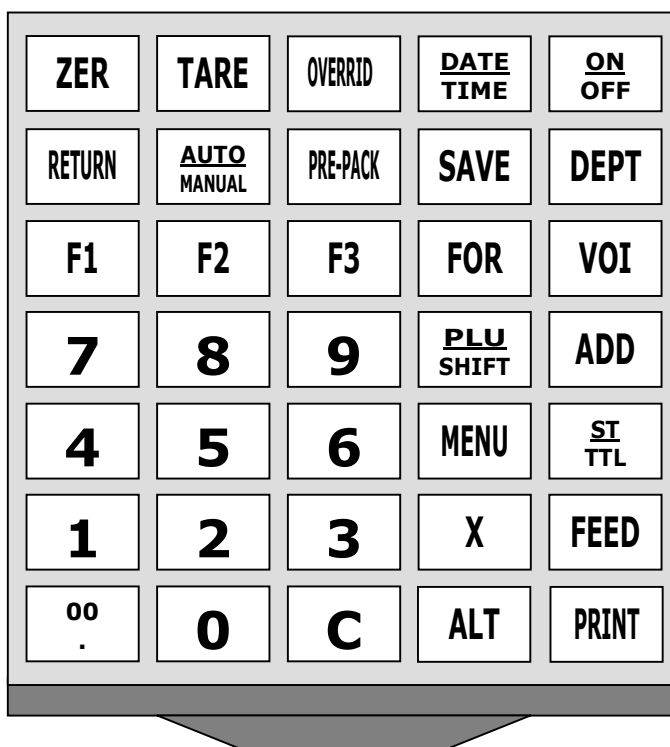 ZER TARE OVERRID DATE TIME ON OFF
RETURN AUTO MANUAL PRE-PACK SAVE DEPT
F1 F2 F3 FOR VOI
7 8 9 PLU SHIFT ADD
4 5 6 MENU ST TTL
1 2 3 X FEED
00 . 0 C ALT PRINT